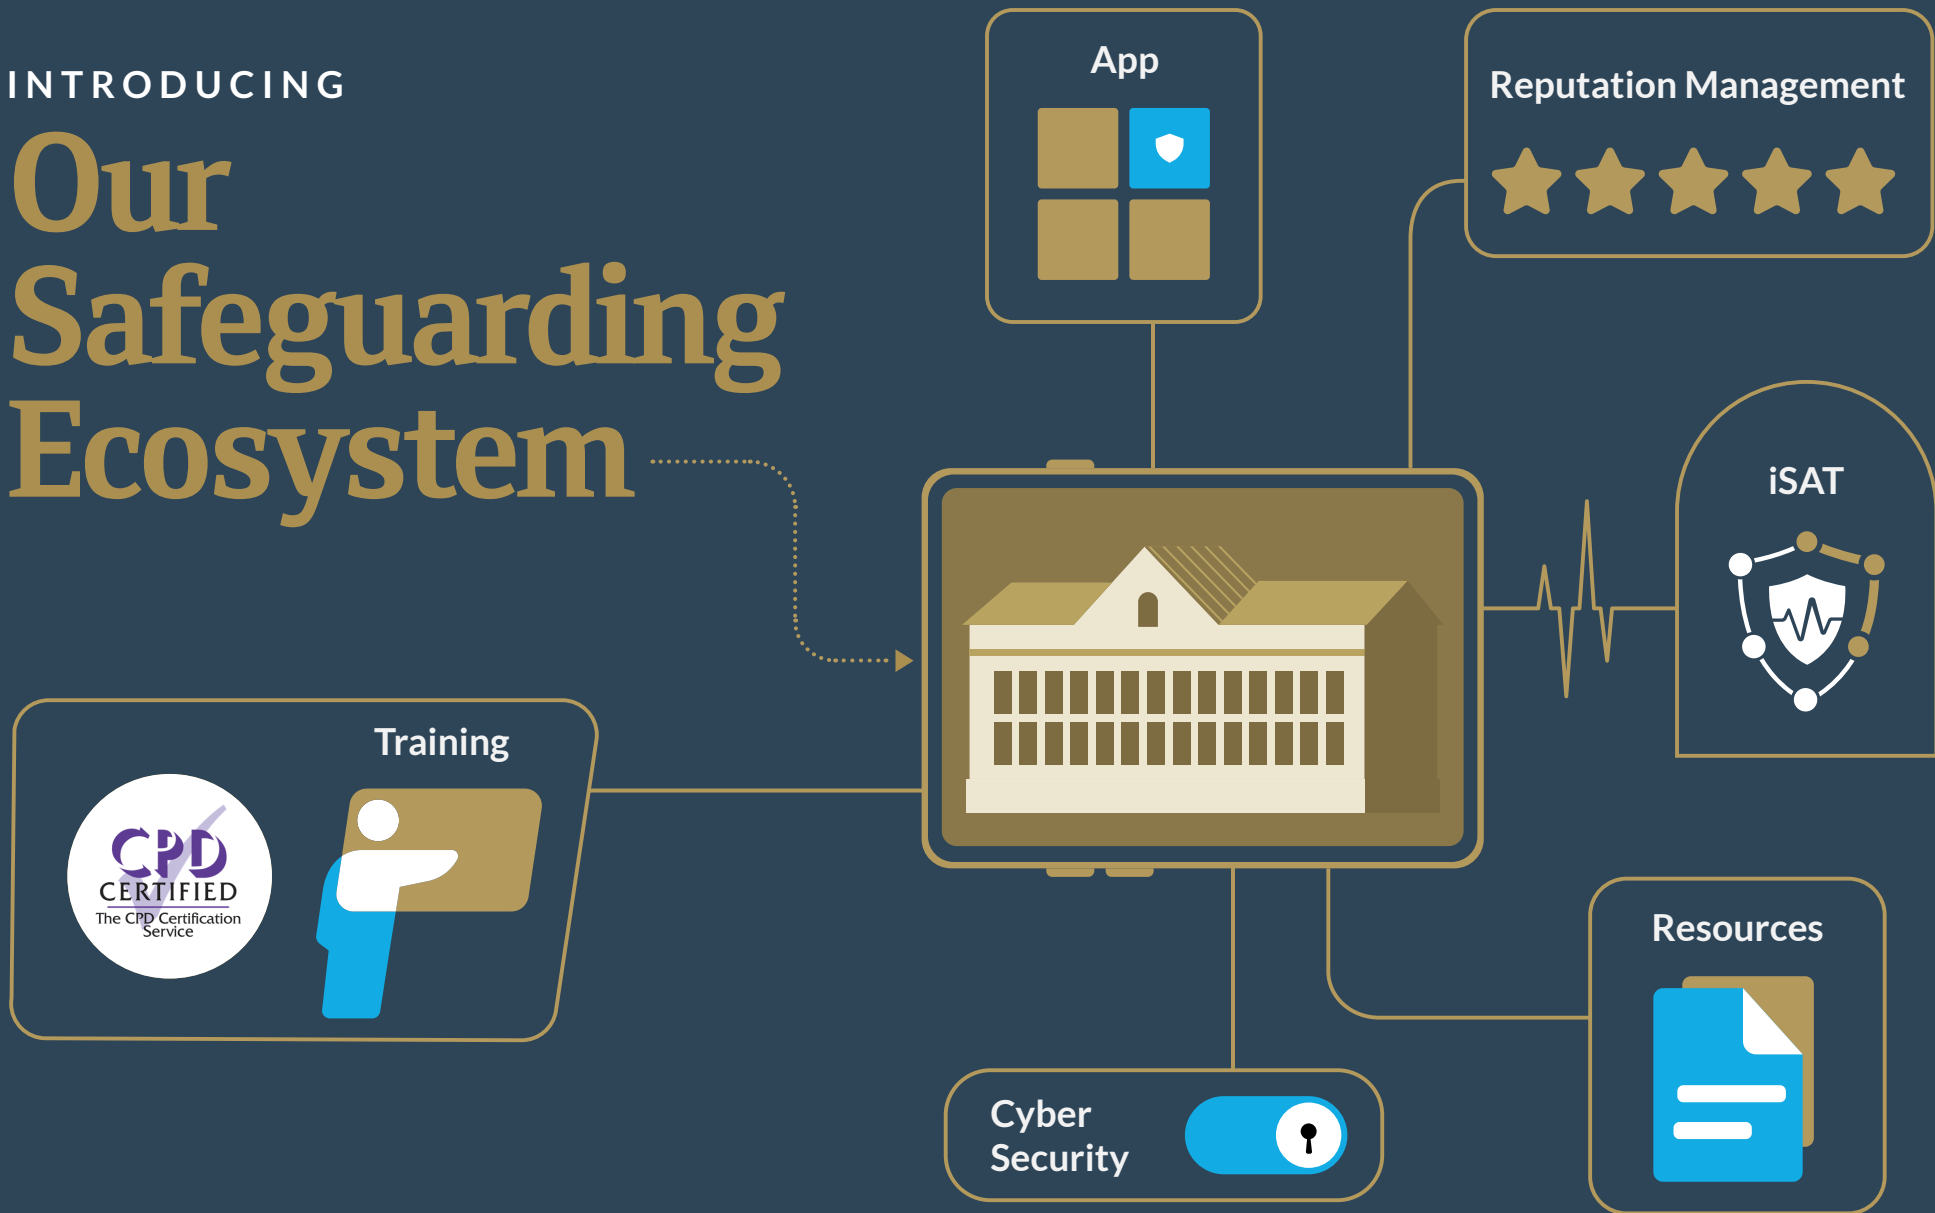 INTRODUCING
Our
Safeguarding
Ecosystem
App
Reputation Management
iSAT
Training
CPD
CERTIFIED
The CPD Certification
Service
Resources
Cyber
Security